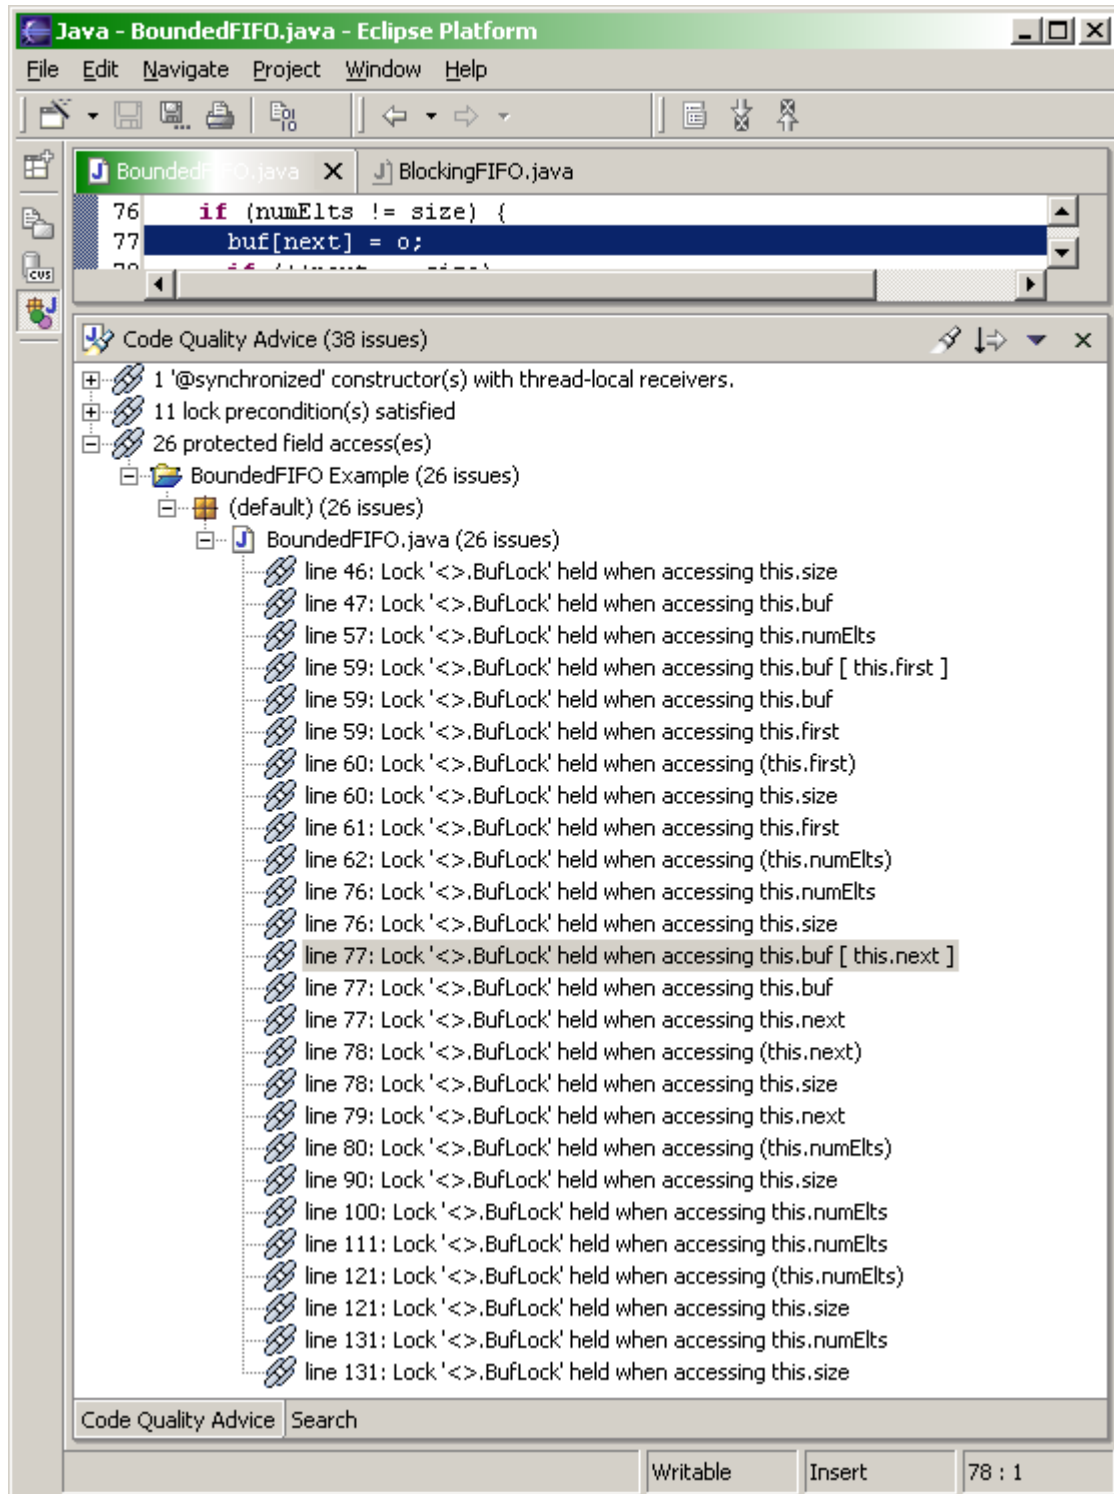 Java - BoundedFIFO.java - Eclipse Platform
File Edit Navigate Project Window Help
BoundedFIFO.java BlockingFIFO.java
76 if (numElts != size) {
77 buf[next] = o;
CVS
Code Quality Advice (38 issues)
1 '@synchronized' constructor(s) with thread-local receivers.
11 lock precondition(s) satisfied
26 protected field access(es)
BoundedFIFO Example (26 issues)
(default) (26 issues)
BoundedFIFO.java (26 issues)
line 46: Lock '<>.BufLock' held when accessing this.size
line 47: Lock '<>.BufLock' held when accessing this.buf
line 57: Lock '<>.BufLock' held when accessing this.numElts
line 59: Lock '<>.BufLock' held when accessing this.buf [ this.first ]
line 59: Lock '<>.BufLock' held when accessing this.buf
line 59: Lock '<>.BufLock' held when accessing this.first
line 60: Lock '<>.BufLock' held when accessing (this.first)
line 60: Lock '<>.BufLock' held when accessing this.size
line 61: Lock '<>.BufLock' held when accessing this.first
line 62: Lock '<>.BufLock' held when accessing (this.numElts)
line 76: Lock '<>.BufLock' held when accessing this.numElts
line 76: Lock '<>.BufLock' held when accessing this.size
line 77: Lock '<>.BufLock' held when accessing this.buf [ this.next ]
line 77: Lock '<>.BufLock' held when accessing this.buf
line 77: Lock '<>.BufLock' held when accessing this.next
line 78: Lock '<>.BufLock' held when accessing (this.next)
line 78: Lock '<>.BufLock' held when accessing this.size
line 79: Lock '<>.BufLock' held when accessing this.next
line 80: Lock '<>.BufLock' held when accessing (this.numElts)
line 90: Lock '<>.BufLock' held when accessing this.size
line 100: Lock '<>.BufLock' held when accessing this.numElts
line 111: Lock '<>.BufLock' held when accessing this.numElts
line 121: Lock '<>.BufLock' held when accessing (this.numElts)
line 121: Lock '<>.BufLock' held when accessing this.size
line 131: Lock '<>.BufLock' held when accessing this.numElts
line 131: Lock '<>.BufLock' held when accessing this.size
Code Quality Advice Search
Writable Insert 78 : 1